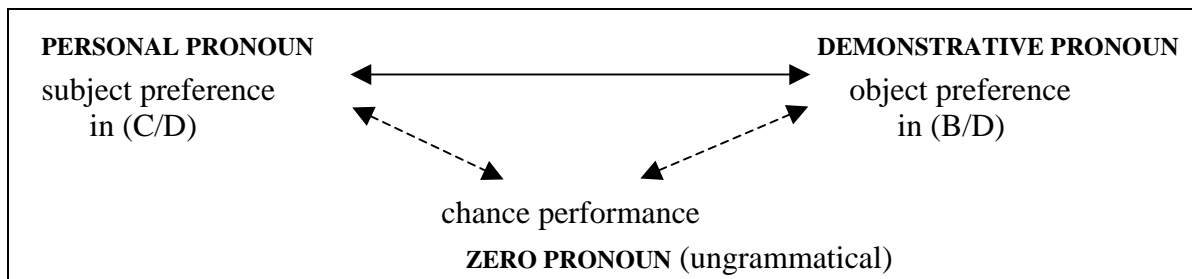 PERSONAL PRONOUN DEMONSTRATIVE PRONOUN
subject preference object preference
in (C/D) in (B/D)
chance performance
ZERO PRONOUN (ungrammatical)